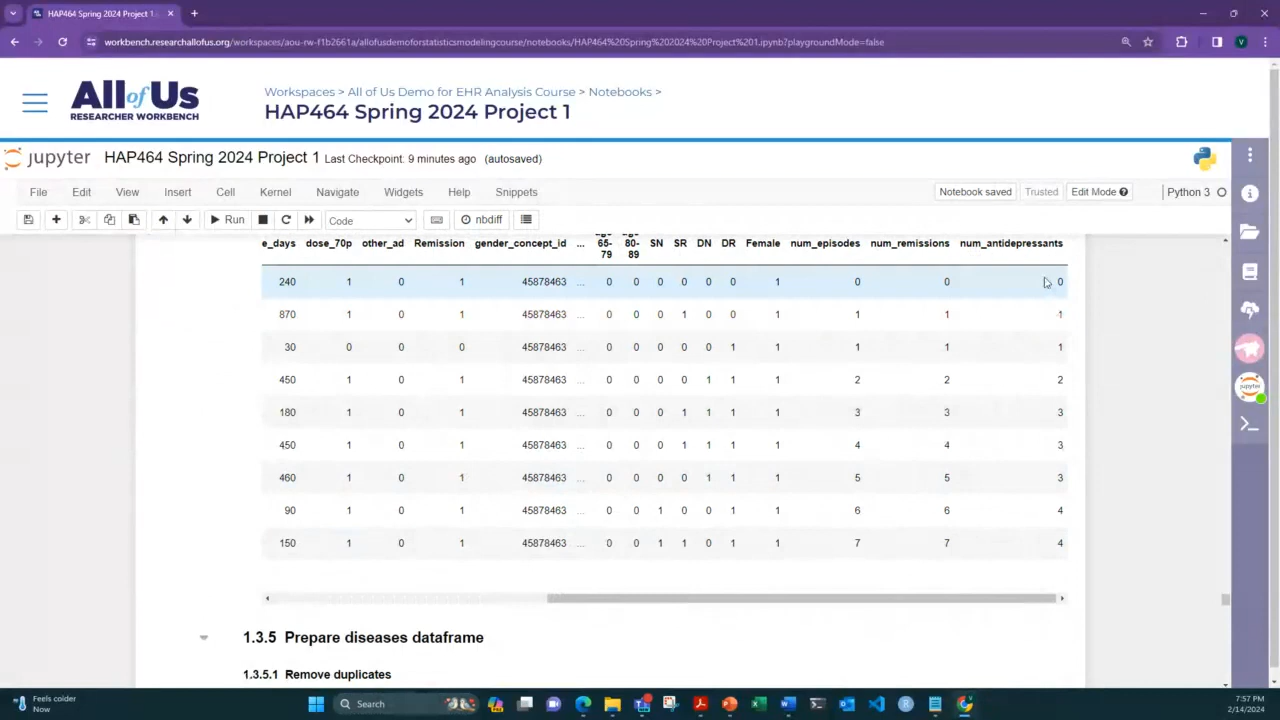 HAP464 Spring 2024 Project 1
workbench.researchallofus.org/workspaces/aou-rw-f1b2661a/allofusdemoforstatisticsmodelingcourse/notebooks/HAP464%20Spring%202024%20Project%201.ipynb?playgroundMode=false
V
All of Us
RESEARCHER WORKBENCH
Workspaces > All of Us Demo for EHR Analysis Course > Notebooks >
HAP464 Spring 2024 Project 1
jupyter HAP464 Spring 2024 Project 1 Last Checkpoint: 9 minutes ago (autosaved)
File Edit View Insert Cell Kernel Navigate Widgets Help Snippets Notebook saved Trusted Edit Mode Python 3
Run Code nbdiff
e_days dose_70p other_ad Remission gender_concept_id ... 65-79 80-89 SN SR DN DR Female num_episodes num_remissions num_antidepressants
240 1 0 1 45878463 ... 0 0 0 0 0 0 1 0 0 0
870 1 0 1 45878463 ... 0 0 0 1 0 0 1 1 1 1
30 0 0 0 45878463 ... 0 0 0 0 0 1 1 1 1 1
450 1 0 1 45878463 ... 0 0 0 0 1 1 1 2 2 2
180 1 0 1 45878463 ... 0 0 0 1 1 1 1 3 3 3
450 1 0 1 45878463 ... 0 0 0 1 1 1 1 4 4 3
460 1 0 1 45878463 ... 0 0 0 0 1 1 1 5 5 3
90 1 0 1 45878463 ... 0 0 1 0 0 1 1 6 6 4
150 1 0 1 45878463 ... 0 0 1 1 0 1 1 7 7 4
1.3.5 Prepare diseases dataframe
1.3.5.1 Remove duplicates
jupyter
Feels colder
Now
Search
7:57 PM
2/14/2024